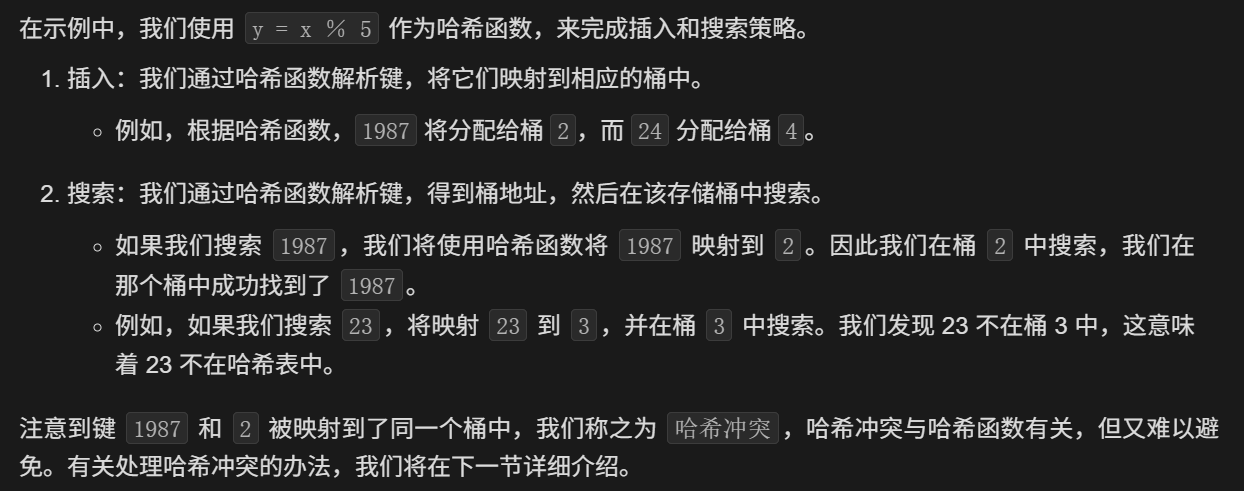 在示例中，我们使用 y = x % 5 作为哈希函数，来完成插入和搜索策略。
1. 插入：我们通过哈希函数解析键，将它们映射到相应的桶中。
○ 例如，根据哈希函数，1987 将分配给桶 2，而 24 分配给桶 4。
2. 搜索：我们通过哈希函数解析键，得到桶地址，然后在该存储桶中搜索。
○ 如果我们搜索 1987，我们将使用哈希函数将 1987 映射到 2。因此我们在桶 2 中搜索，我们在
那个桶中成功找到了 1987。
○ 例如，如果我们搜索 23，将映射 23 到 3，并在桶 3 中搜索。我们发现 23 不在桶 3 中，这意味
着 23 不在哈希表中。
注意到键 1987 和 2 被映射到了同一个桶中，我们称之为 哈希冲突，哈希冲突与哈希函数有关，但又难以避
免。有关处理哈希冲突的办法，我们将在下一节详细介绍。